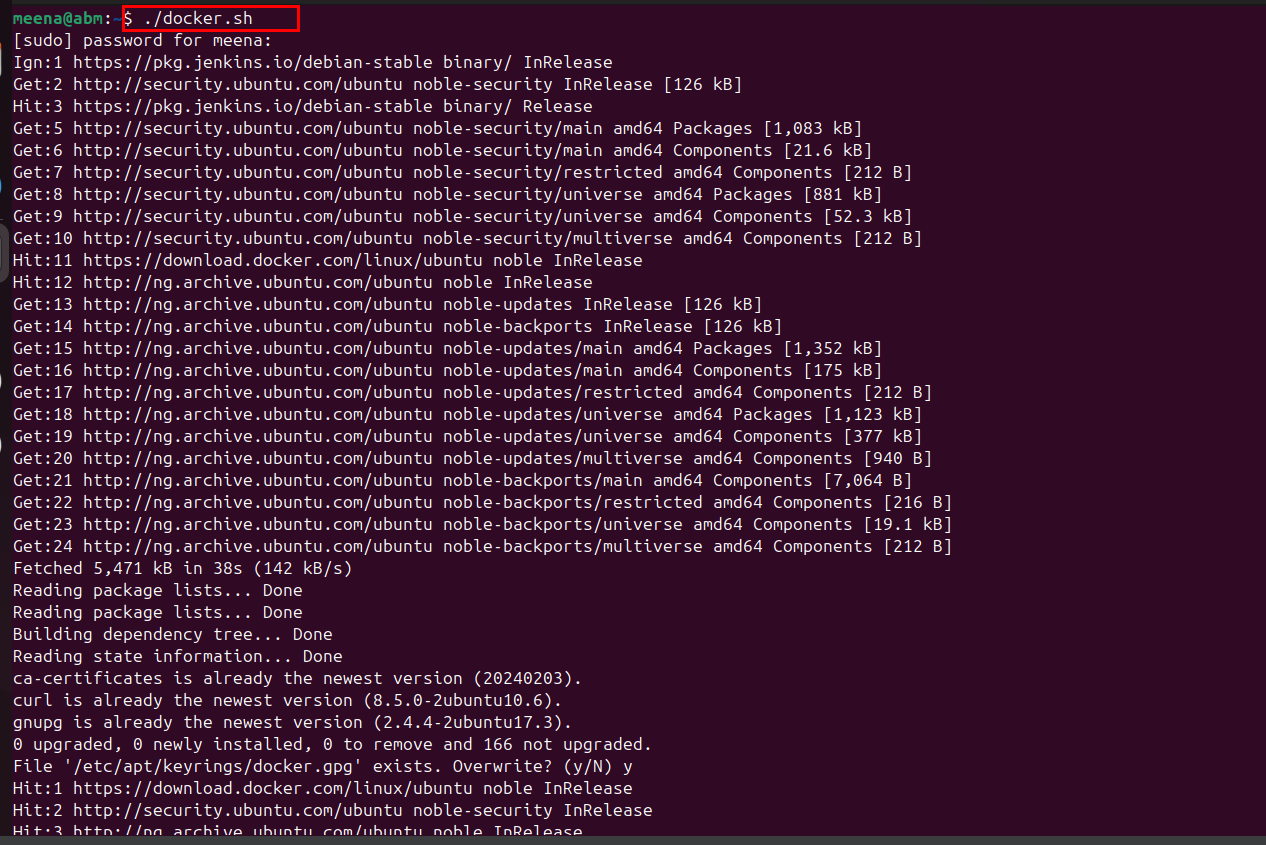 meena@abm:~$ ./docker.sh
[sudo] password for meena:
Ign:1 https://pkg.jenkins.io/debian-stable binary/ InRelease
Get:2 http://security.ubuntu.com/ubuntu noble-security InRelease [126 kB]
Hit:3 https://pkg.jenkins.io/debian-stable binary/ Release
Get:5 http://security.ubuntu.com/ubuntu noble-security/main amd64 Packages [1,083 kB]
Get:6 http://security.ubuntu.com/ubuntu noble-security/main amd64 Components [21.6 kB]
Get:7 http://security.ubuntu.com/ubuntu noble-security/restricted amd64 Components [212 B]
Get:8 http://security.ubuntu.com/ubuntu noble-security/universe amd64 Packages [881 kB]
Get:9 http://security.ubuntu.com/ubuntu noble-security/universe amd64 Components [52.3 kB]
Get:10 http://security.ubuntu.com/ubuntu noble-security/multiverse amd64 Components [212 B]
Hit:11 https://download.docker.com/linux/ubuntu noble InRelease
Hit:12 http://ng.archive.ubuntu.com/ubuntu noble InRelease
Get:13 http://ng.archive.ubuntu.com/ubuntu noble-updates InRelease [126 kB]
Get:14 http://ng.archive.ubuntu.com/ubuntu noble-backports InRelease [126 kB]
Get:15 http://ng.archive.ubuntu.com/ubuntu noble-updates/main amd64 Packages [1,352 kB]
Get:16 http://ng.archive.ubuntu.com/ubuntu noble-updates/main amd64 Components [175 kB]
Get:17 http://ng.archive.ubuntu.com/ubuntu noble-updates/restricted amd64 Components [212 B]
Get:18 http://ng.archive.ubuntu.com/ubuntu noble-updates/universe amd64 Packages [1,123 kB]
Get:19 http://ng.archive.ubuntu.com/ubuntu noble-updates/universe amd64 Components [377 kB]
Get:20 http://ng.archive.ubuntu.com/ubuntu noble-updates/multiverse amd64 Components [940 B]
Get:21 http://ng.archive.ubuntu.com/ubuntu noble-backports/main amd64 Components [7,064 B]
Get:22 http://ng.archive.ubuntu.com/ubuntu noble-backports/restricted amd64 Components [216 B]
Get:23 http://ng.archive.ubuntu.com/ubuntu noble-backports/universe amd64 Components [19.1 kB]
Get:24 http://ng.archive.ubuntu.com/ubuntu noble-backports/multiverse amd64 Components [212 B]
Fetched 5,471 kB in 38s (142 kB/s)
Reading package lists... Done
Reading package lists... Done
Building dependency tree... Done
Reading state information... Done
ca-certificates is already the newest version (20240203).
curl is already the newest version (8.5.0-2ubuntu10.6).
gnupg is already the newest version (2.4.4-2ubuntu17.3).
0 upgraded, 0 newly installed, 0 to remove and 166 not upgraded.
File '/etc/apt/keyrings/docker.gpg' exists. Overwrite? (y/N) y
Hit:1 https://download.docker.com/linux/ubuntu noble InRelease
Hit:2 http://security.ubuntu.com/ubuntu noble-security InRelease
Hit:3 http://ng.archive.ubuntu.com/ubuntu noble InRelease